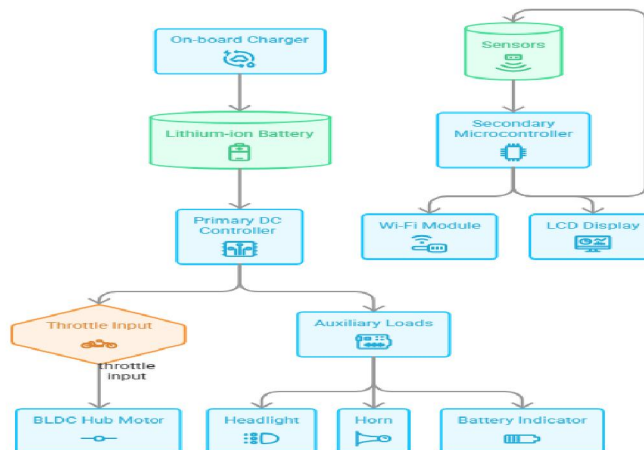 On-board Charger
Sensors
Lithium-ion Battery
Secondary
Microcontroller
Primary DC
Controller
Wi-Fi Module
LCD Display
Throttle Input
Auxiliary Loads
throttle
input
BLDC Hub Motor
Headlight
Horn
Battery Indicator